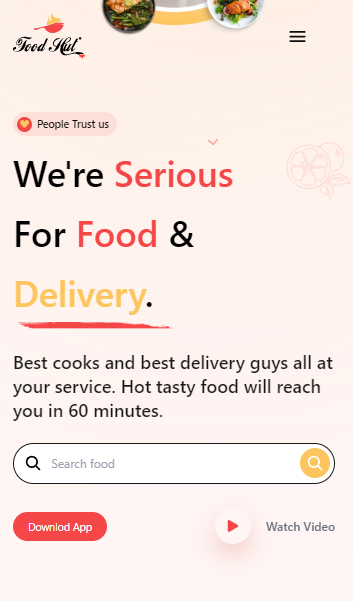 Food Hut
People Trust us
We're Serious
For Food &
Delivery.
Best cooks and best delivery guys all at
your service. Hot tasty food will reach
you in 60 minutes.
Search food
Downlod App
Watch Video